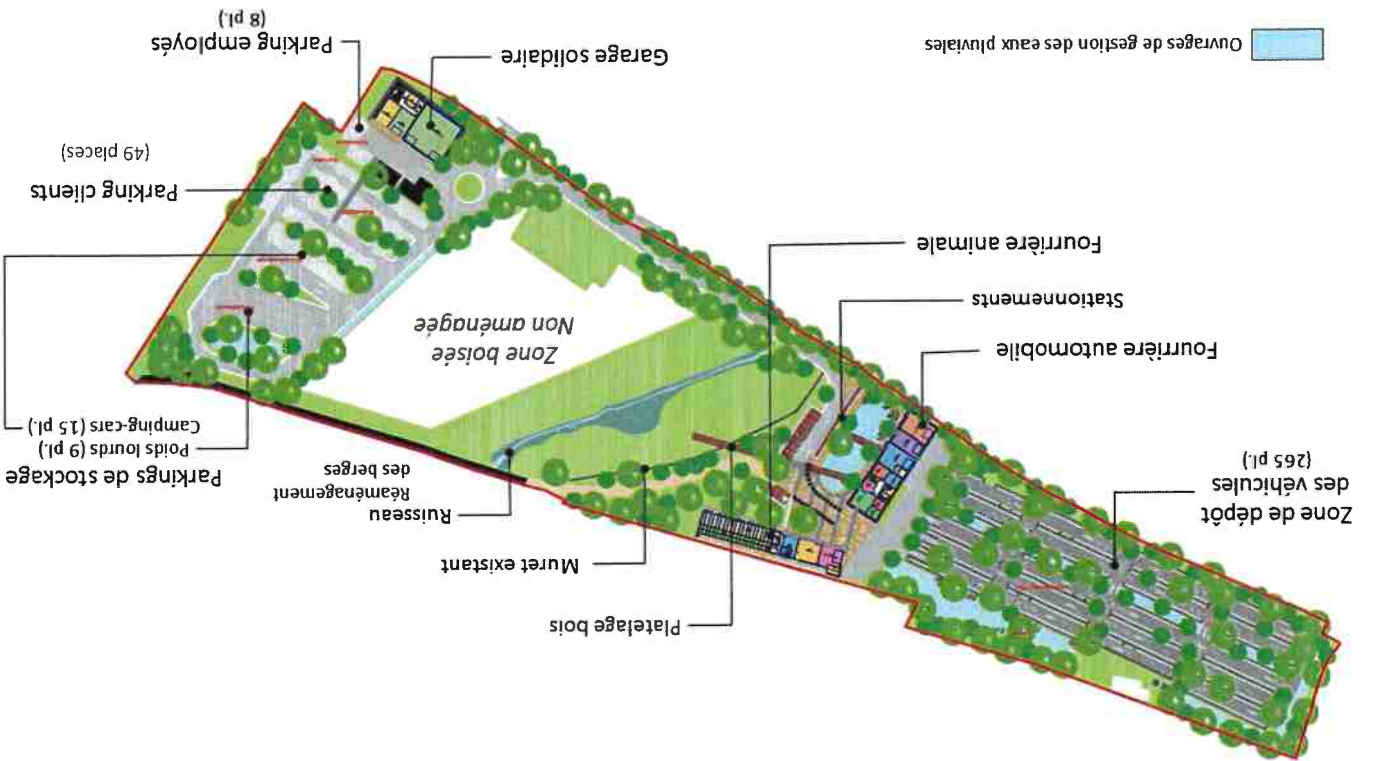 Zone de dépôt
des véhicules
(265 pl.)
Platelage bois
Muret existant
Ruisseau
Réaménagement
des berges
Parkings de stockage
Poids lourds (9 pl.)
Camping-cars (15 pl.)
Fourrière automobile
Stationnements
Fourrière animale
Zone boisée
Non aménagée
Parking clients
(49 places)
Garage solidaire
Parking employés
(8 pl.)
Ouvrages de gestion des eaux pluviales